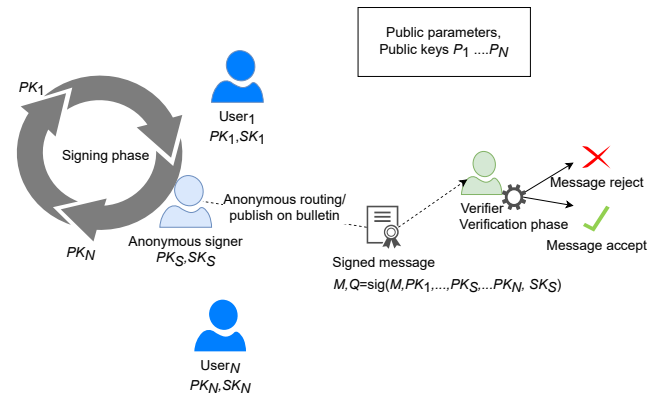 Public parameters,
Public keys P1 ....PN
PK1
Signing phase
User1
PK1,SK1
PKN
Anonymous signer
PKS,SKS
Anonymous routing/
publish on bulletin
Signed message
M,Q=sig(M,PK1,...,PKS,...PKN, SKS)
Verifier
Verification phase
Message reject
Message accept
UserN
PKN,SKN